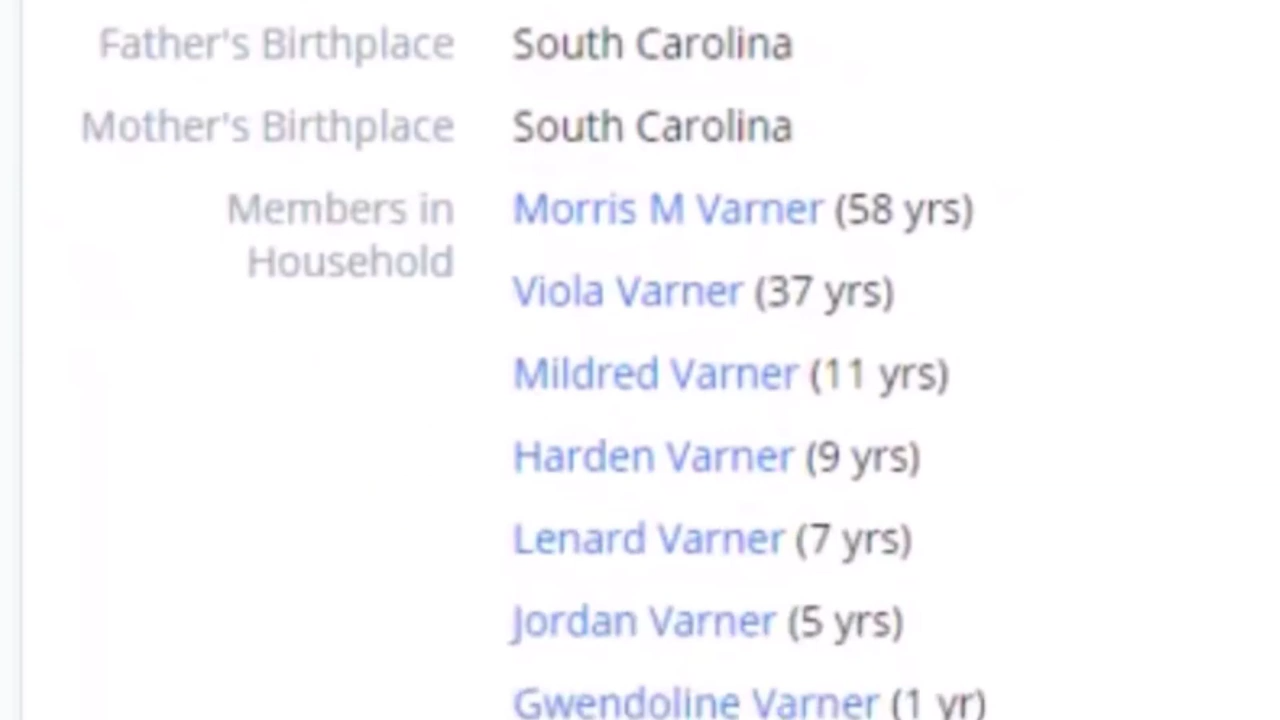 Father's Birthplace South Carolina
Mother's Birthplace South Carolina
Members in Household
Morris M Varner (58 yrs)
Viola Varner (37 yrs)
Mildred Varner (11 yrs)
Harden Varner (9 yrs)
Lenard Varner (7 yrs)
Jordan Varner (5 yrs)
Gwendoline Varner (1 yr)